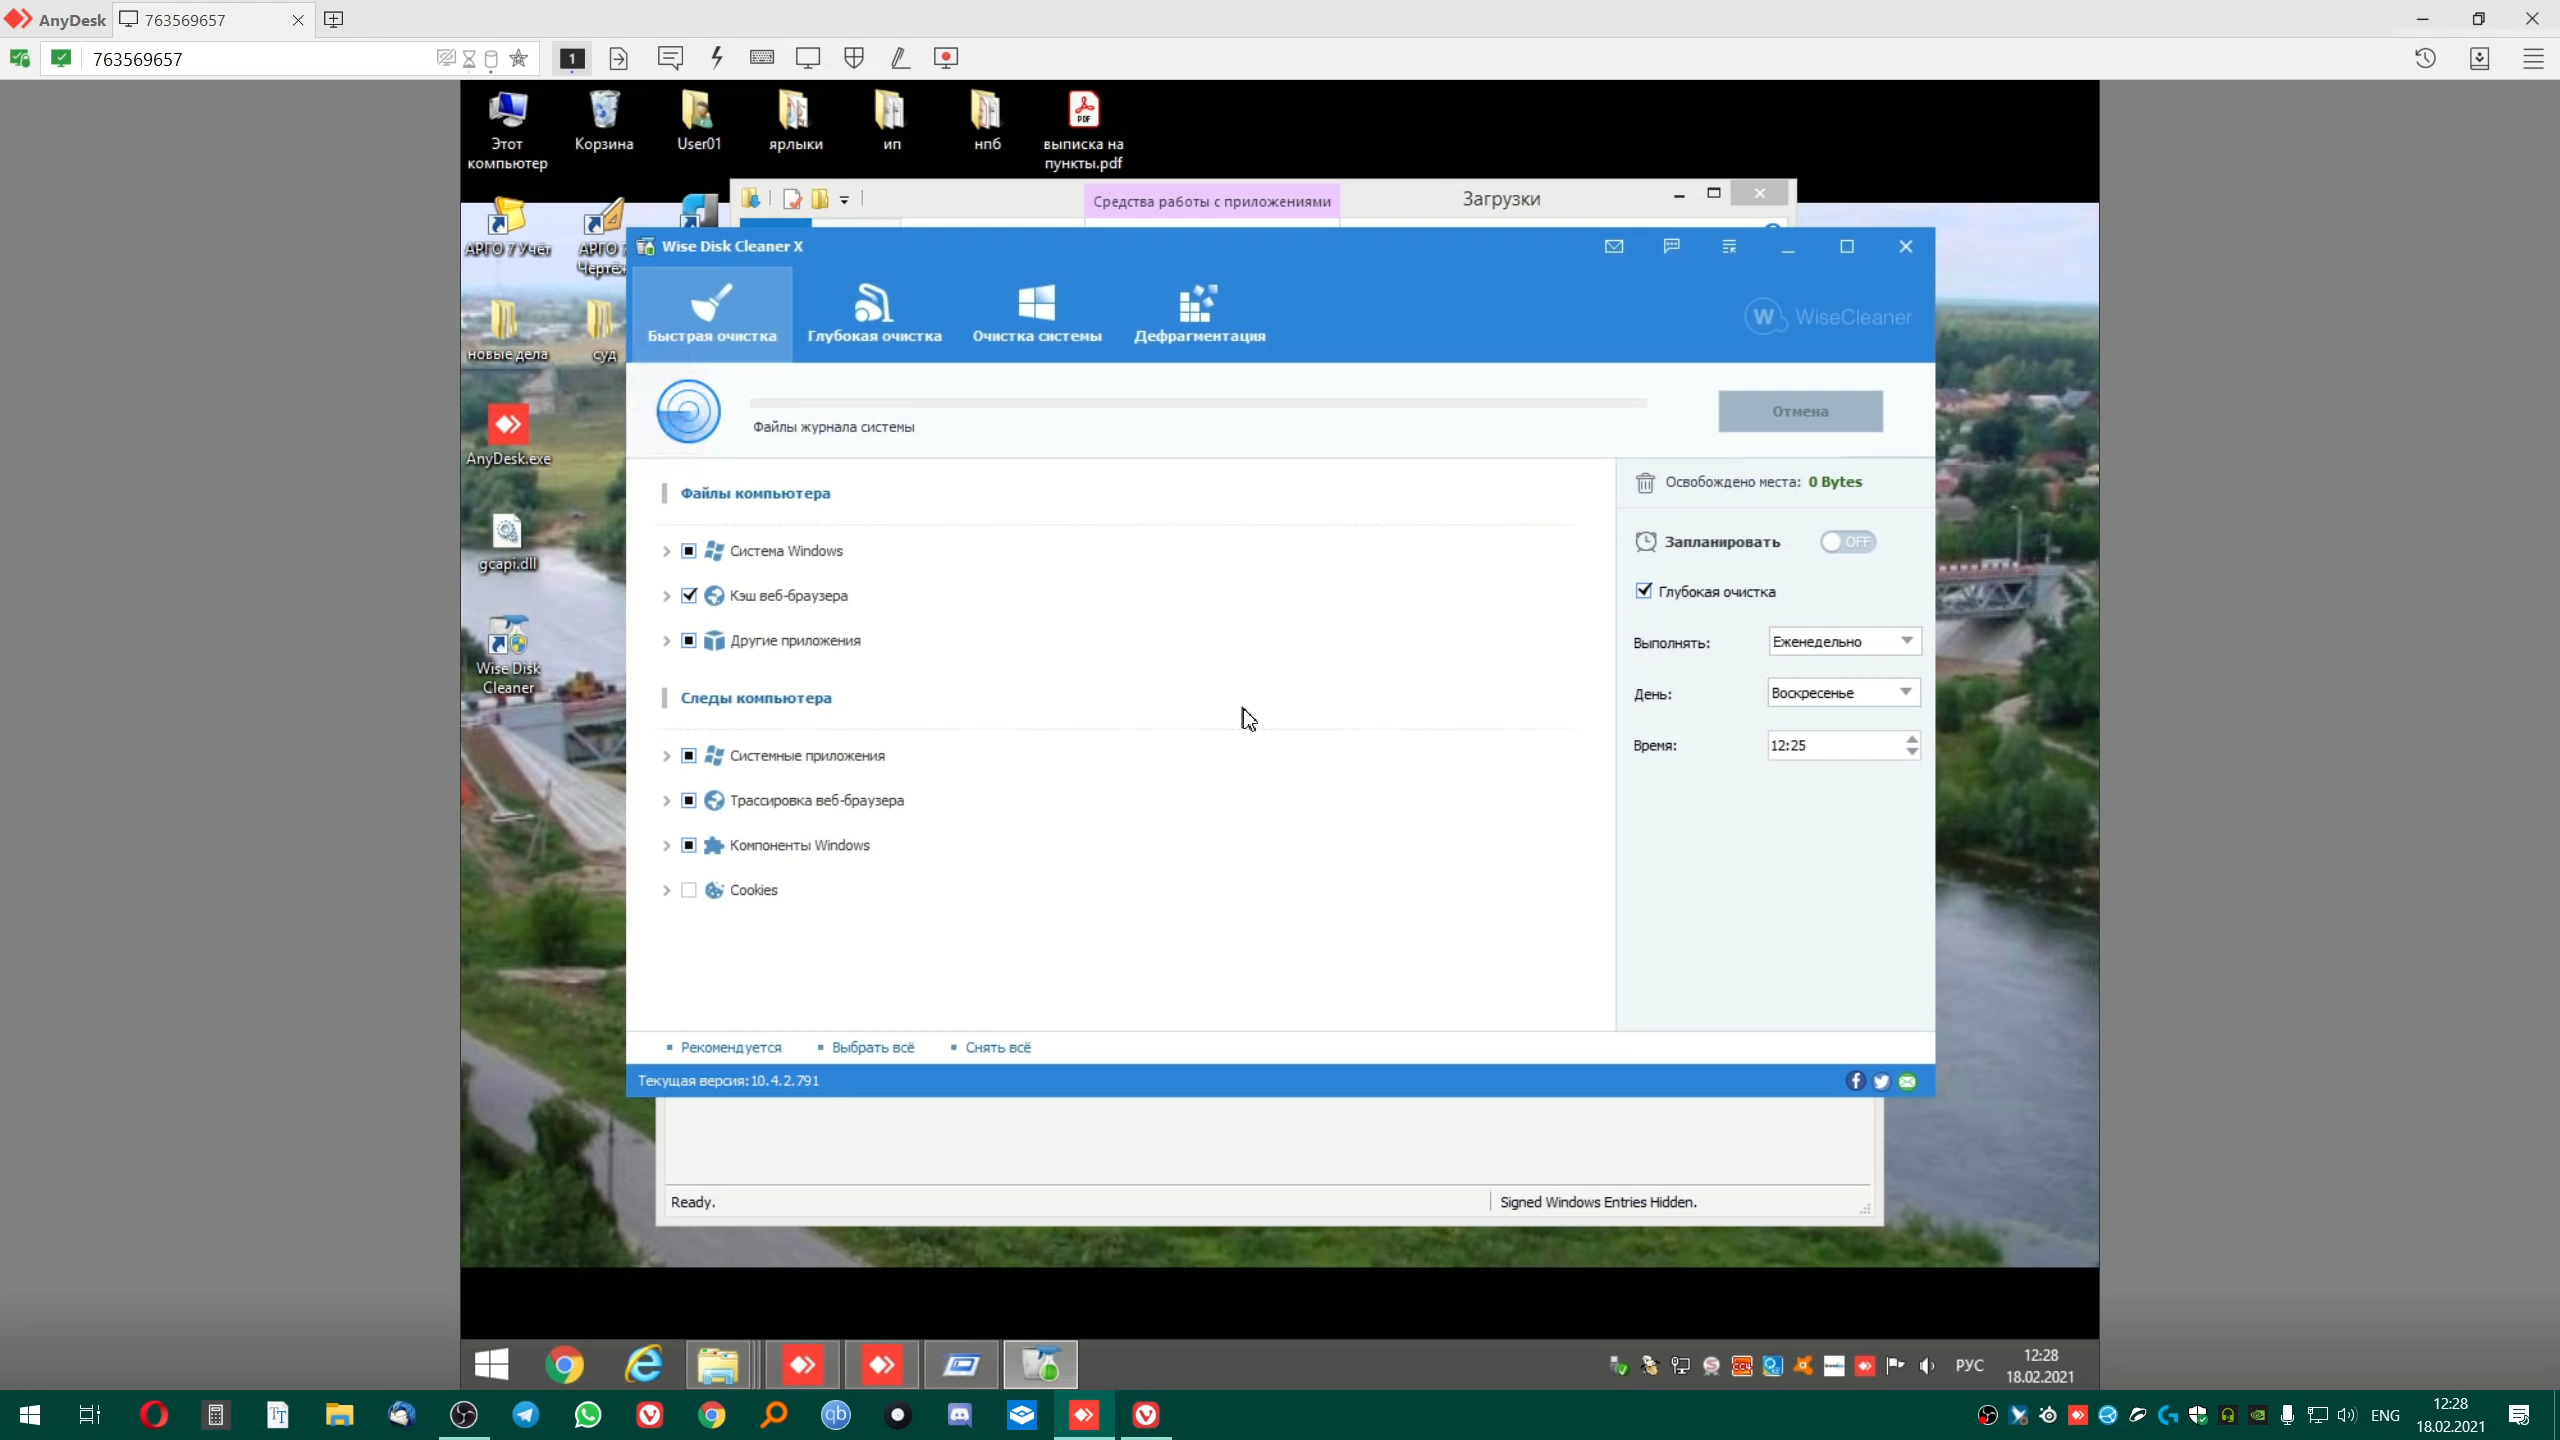 AnyDesk
763569657
763569657
1
Этот компьютер
Корзина
User01
ярлыки
ип
нпб
выписка на пункты.pdf
Средства работы с приложениями
Загрузки
АРГО 7 Учёт
АРГО 7
Чертёж
новые дела
суд
AnyDesk.exe
gcapi.dll
Wise Disk Cleaner
Wise Disk Cleaner X
Быстрая очистка
Глубокая очистка
Очистка системы
Дефрагментация
W WiseCleaner
Файлы журнала системы
Отмена
Файлы компьютера
Система Windows
Кэш веб-браузера
Другие приложения
Следы компьютера
Системные приложения
Трассировка веб-браузера
Компоненты Windows
Cookies
Освобождено места: 0 Bytes
Запланировать OFF
Глубокая очистка
Выполнять: Еженедельно
День: Воскресенье
Время: 12:25
Рекомендуется
Выбрать всё
Снять всё
Текущая версия:10.4.2.791
Ready.
Signed Windows Entries Hidden.
РУС
12:28
18.02.2021
ENG
12:28
18.02.2021